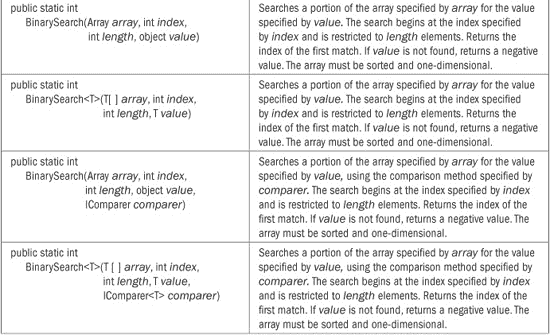 public static int
BinarySearch(Array array, int index,
int length, object value)
Searches a portion of the array specified by array for the value
specified by value. The search begins at the index specified
by index and is restricted to length elements. Returns the
index of the first match. If value is not found, returns a negative
value. The array must be sorted and one-dimensional.
public static int
BinarySearch<T>(T[ ] array, int index,
int length, T value)
Searches a portion of the array specified by array for the value
specified by value. The search begins at the index specified
by index and is restricted to length elements. Returns the
index of the first match. If value is not found, returns a negative
value. The array must be sorted and one-dimensional.
public static int
BinarySearch(Array array, int index,
int length, object value,
IComparer comparer)
Searches a portion of the array specified by array for the value
specified by value, using the comparison method specified by
comparer. The search begins at the index specified by index
and is restricted to length elements. Returns the index of the
first match. If value is not found, returns a negative value. The
array must be sorted and one-dimensional.
public static int
BinarySearch<T>(T [ ] array, int index,
int length, T value,
IComparer<T> comparer)
Searches a portion of the array specified by array for the value
specified by value, using the comparison method specified by
comparer. The search begins at the index specified by index
and is restricted to length elements. Returns the index of the
first match. If value is not found, returns a negative value. The
array must be sorted and one-dimensional.